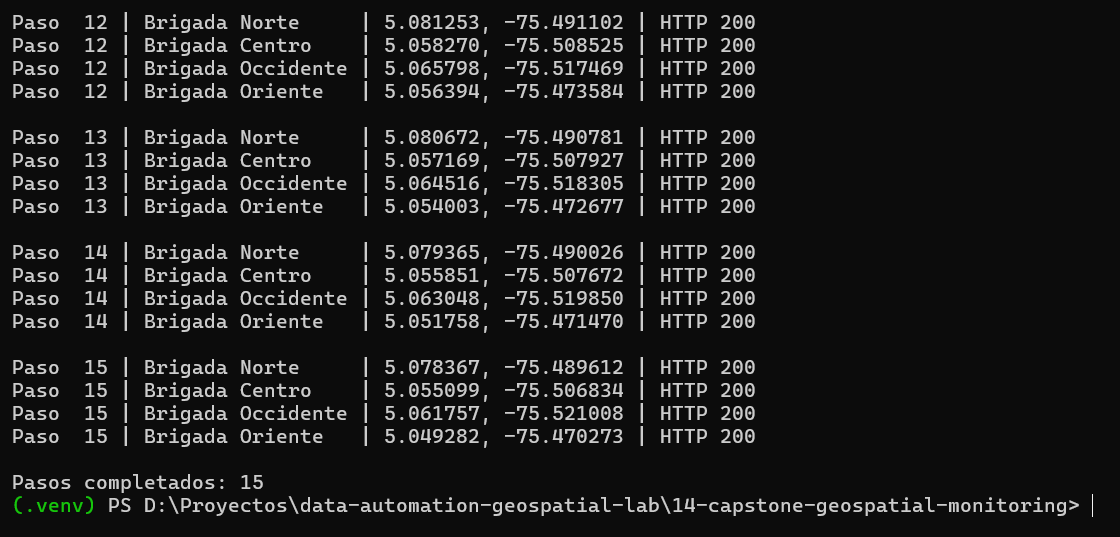 Paso  12 | Brigada Norte     | 5.081253, -75.491102 | HTTP 200
Paso  12 | Brigada Centro    | 5.058270, -75.508525 | HTTP 200
Paso  12 | Brigada Occidente | 5.065798, -75.517469 | HTTP 200
Paso  12 | Brigada Oriente   | 5.056394, -75.473584 | HTTP 200

Paso  13 | Brigada Norte     | 5.080672, -75.490781 | HTTP 200
Paso  13 | Brigada Centro    | 5.057169, -75.507927 | HTTP 200
Paso  13 | Brigada Occidente | 5.064516, -75.518305 | HTTP 200
Paso  13 | Brigada Oriente   | 5.054003, -75.472677 | HTTP 200

Paso  14 | Brigada Norte     | 5.079365, -75.490026 | HTTP 200
Paso  14 | Brigada Centro    | 5.055851, -75.507672 | HTTP 200
Paso  14 | Brigada Occidente | 5.063048, -75.519850 | HTTP 200
Paso  14 | Brigada Oriente   | 5.051758, -75.471470 | HTTP 200

Paso  15 | Brigada Norte     | 5.078367, -75.489612 | HTTP 200
Paso  15 | Brigada Centro    | 5.055099, -75.506834 | HTTP 200
Paso  15 | Brigada Occidente | 5.061757, -75.521008 | HTTP 200
Paso  15 | Brigada Oriente   | 5.049282, -75.470273 | HTTP 200

Pasos completados: 15
(.venv) PS D:\Proyectos\data-automation-geospatial-lab\14-capstone-geospatial-monitoring>